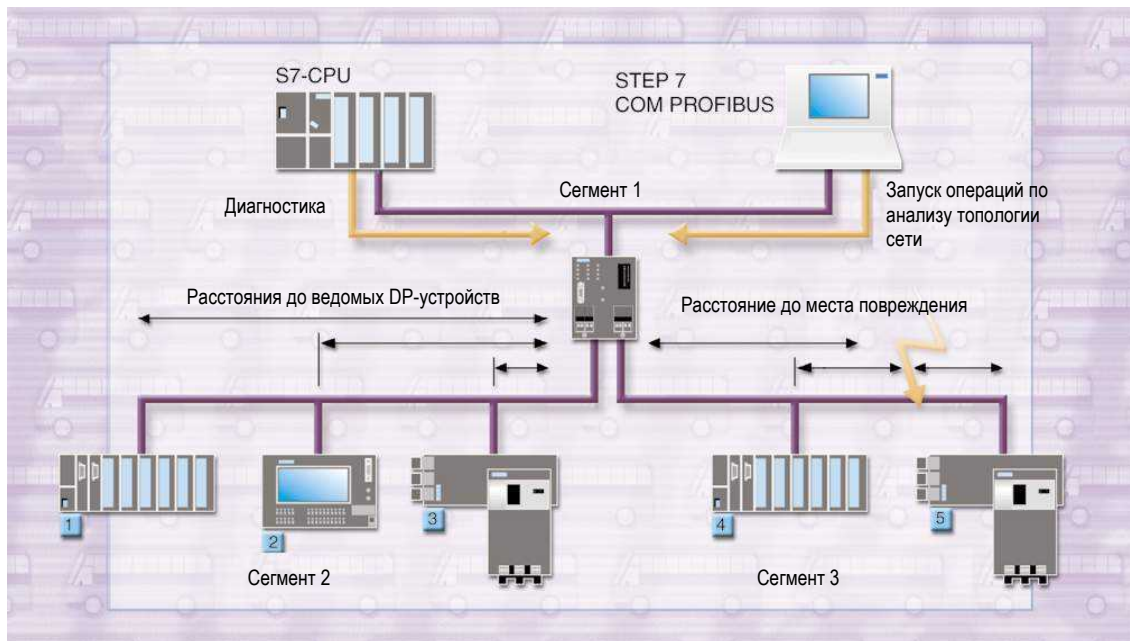 S7-CPU
STEP 7
COM PROFIBUS
Сегмент 1
Диагностика
Запуск операций по
анализу топологии
сети
Расстояния до ведомых DP-устройств
Расстояние до места повреждения
1
2
3
4
5
Сегмент 2
Сегмент 3